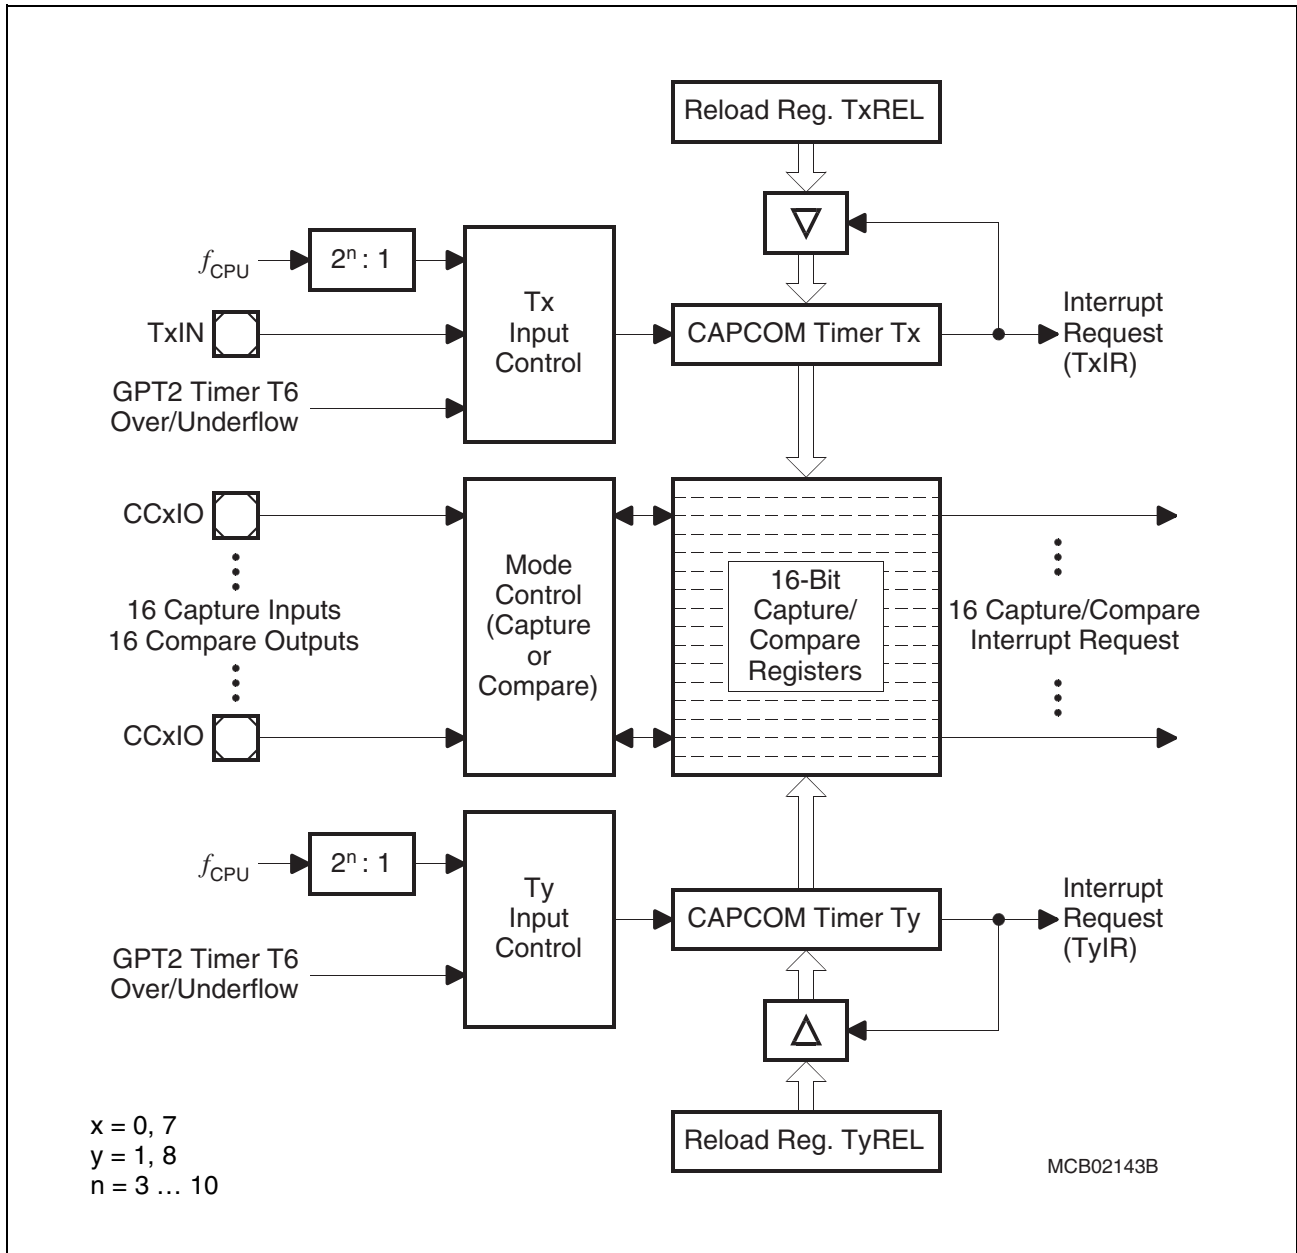 Reload Reg. TxREL
fCPU
2ⁿ : 1
TxIN
GPT2 Timer T6
Over/Underflow
Tx
Input
Control
CAPCOM Timer Tx
Interrupt
Request
(TxIR)
CCxIO
16 Capture Inputs
16 Compare Outputs
CCxIO
Mode
Control
(Capture
or
Compare)
16-Bit
Capture/
Compare
Registers
16 Capture/Compare
Interrupt Request
fCPU
2ⁿ : 1
GPT2 Timer T6
Over/Underflow
Ty
Input
Control
CAPCOM Timer Ty
Interrupt
Request
(TyIR)
Reload Reg. TyREL
x = 0, 7
y = 1, 8
n = 3 … 10
MCB02143B